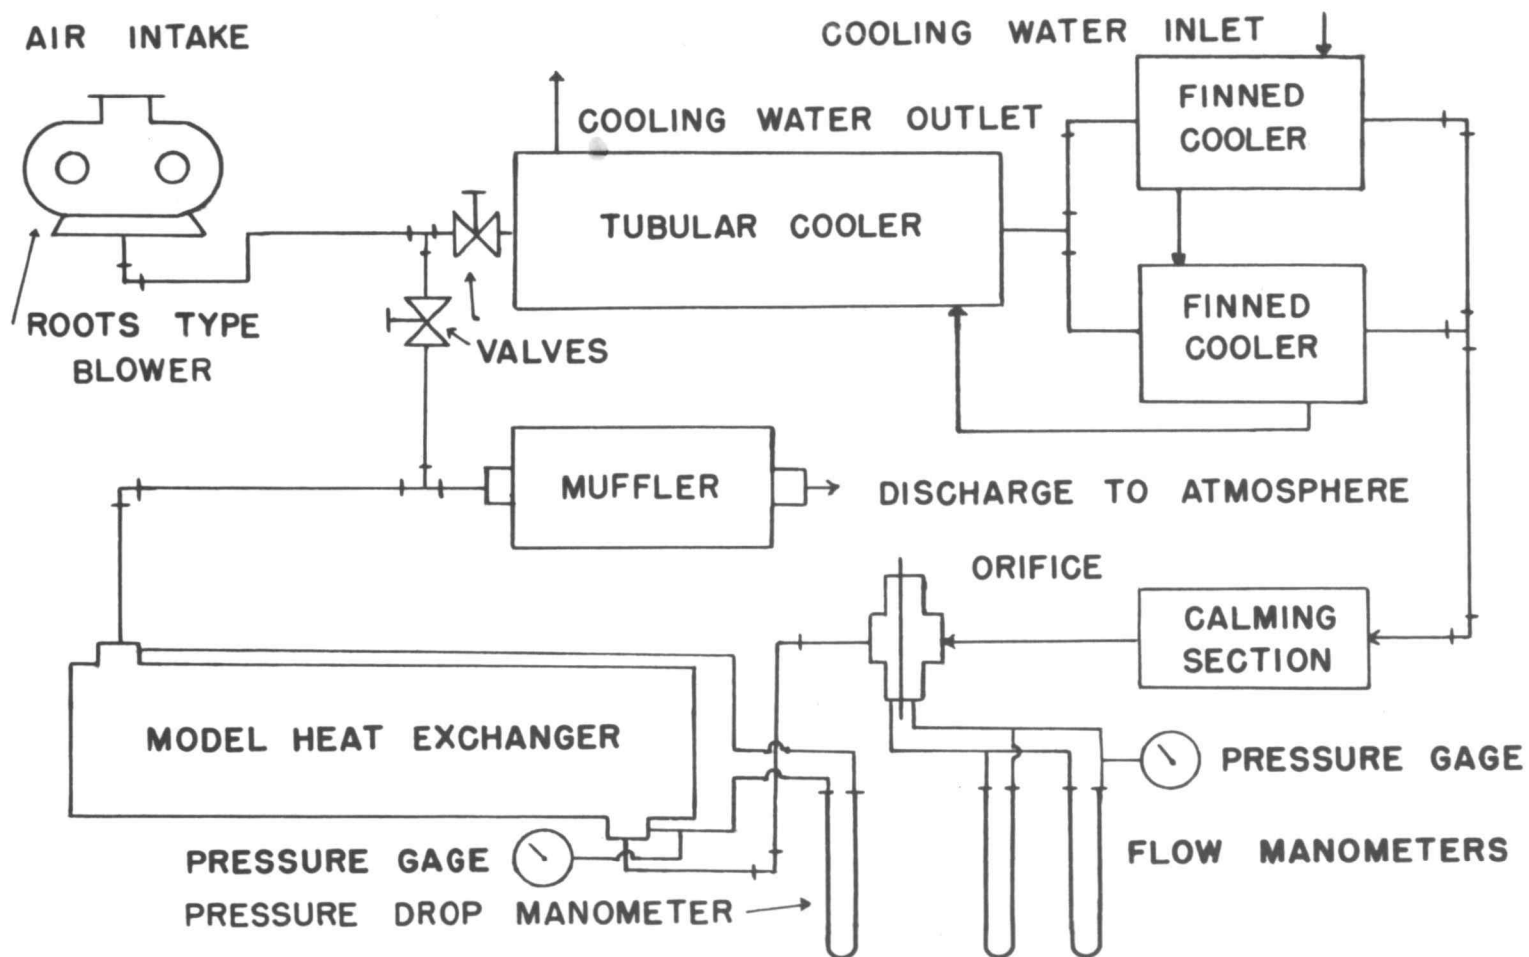 AIR INTAKE
COOLING WATER INLET
COOLING WATER OUTLET
FINNED
COOLER
TUBULAR COOLER
FINNED
COOLER
ROOTS TYPE
BLOWER
VALVES
MUFFLER
DISCHARGE TO ATMOSPHERE
ORIFICE
CALMING
SECTION
MODEL HEAT EXCHANGER
PRESSURE GAGE
PRESSURE GAGE
FLOW MANOMETERS
PRESSURE DROP MANOMETER